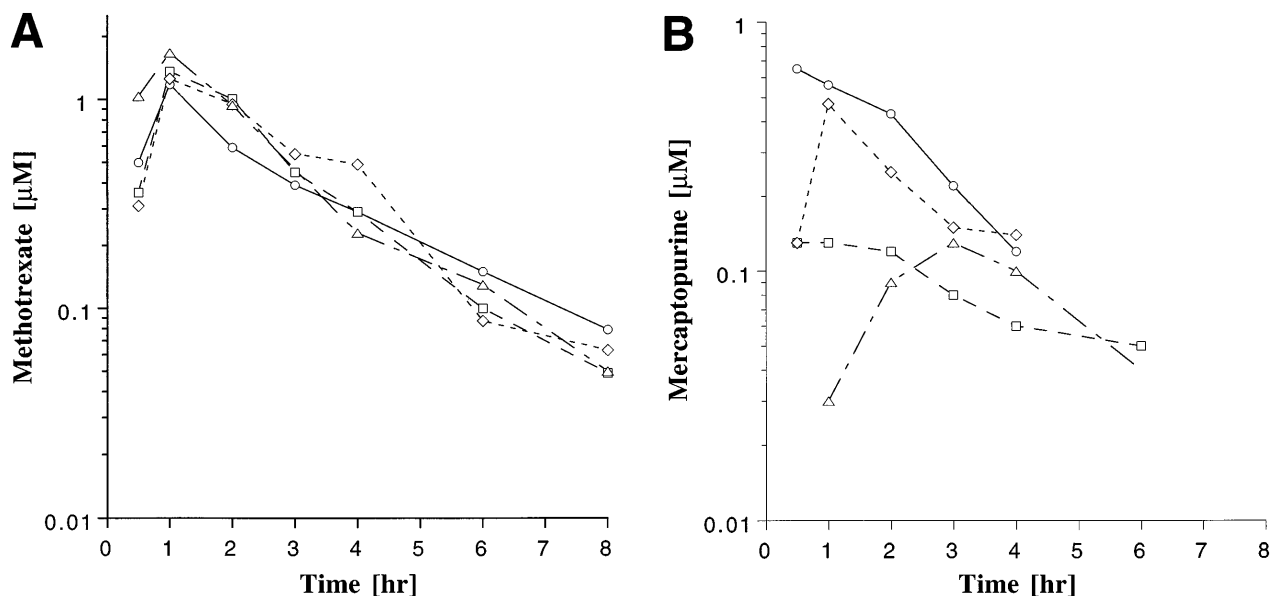 A
Methotrexate [μM]
1
0.1
0.01
0 1 2 3 4 5 6 7 8
Time [hr]
B
Mercaptopurine [μM]
1
0.1
0.01
0 1 2 3 4 5 6 7 8
Time [hr]